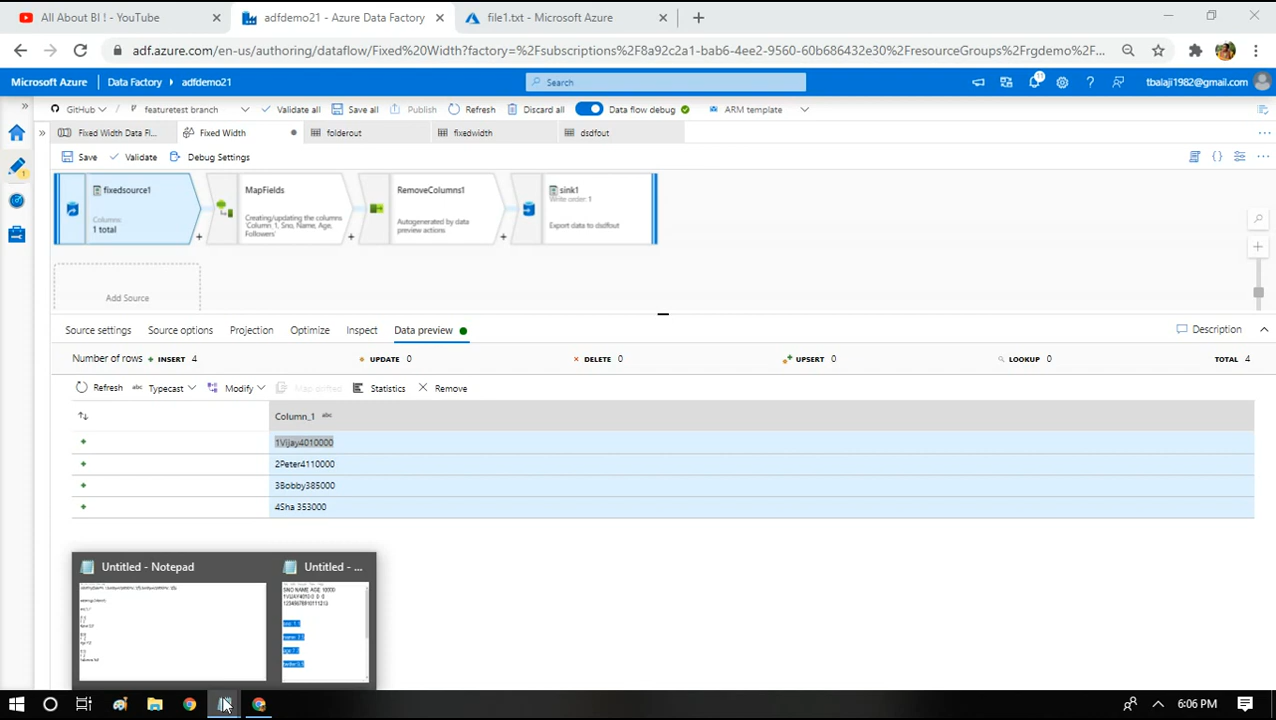 All About BI ! - YouTube
adfdemo21 - Azure Data Factory
file1.txt - Microsoft Azure
adf.azure.com/en-us/authoring/dataflow/Fixed%20Width?factory=%2Fsubscriptions%2F8a92c2a1-bab6-4ee2-9560-60b686432e30%2FresourceGroups%2Frgdemo%2F...
Microsoft Azure
Data Factory
adfdemo21
Search
11
tbalaji1982@gmail.com
GitHub
featuretest branch
Validate all
Save all
Publish
Refresh
Discard all
Data flow debug
ARM template
Fixed Width Data Fl...
Fixed Width
folderout
fixedwidth
dsdfout
Save
Validate
Debug Settings
1
fixedsource1
Columns:
1 total
MapFields
Creating/updating the columns
'Column_1, Sno, Name, Age,
Followers'
RemoveColumns1
Autogenerated by data
preview actions
sink1
Write order: 1
Export data to dsdfout
Add Source
Source settings
Source options
Projection
Optimize
Inspect
Data preview
Description
Number of rows
INSERT 4
UPDATE 0
DELETE 0
UPSERT 0
LOOKUP 0
TOTAL 4
Refresh
abc Typecast
Modify
Map drifted
Statistics
Remove
Column_1 abc
1Vijay4010000
2Peter4110000
3Bobby385000
4Sha 353000
Untitled - Notepad
Untitled - ...
SNO NAME AGE 10000
6:06 PM